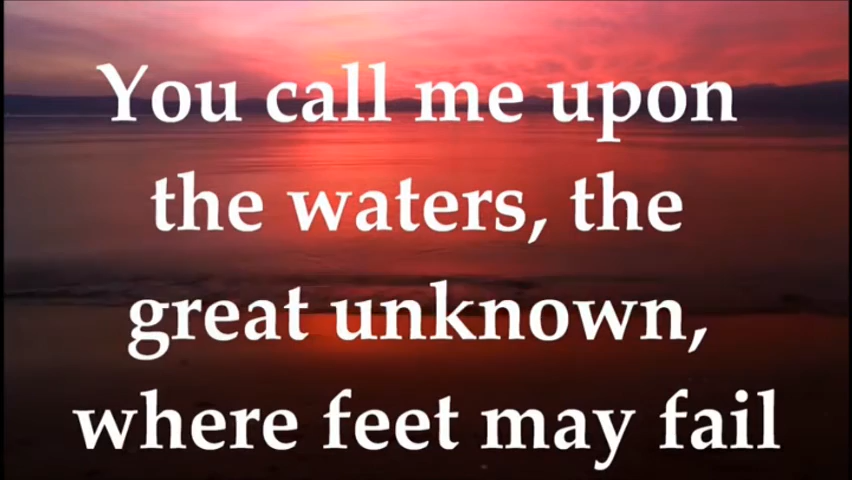 You call me upon
the waters, the
great unknown,
where feet may fail